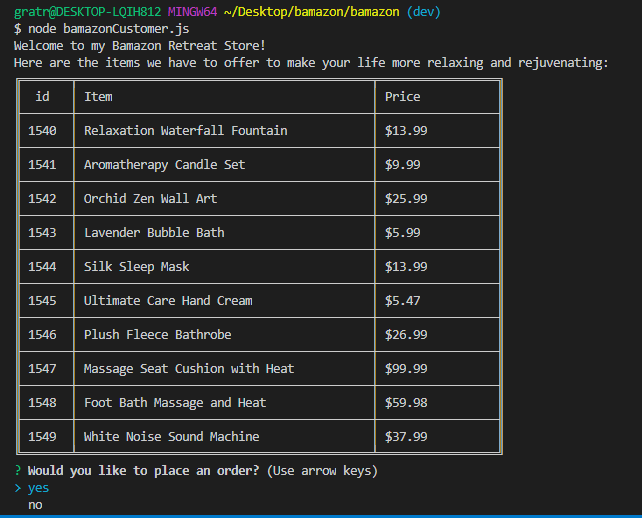 gratr@DESKTOP-LQIH812 MINGW64 ~/Desktop/bamazon/bamazon (dev)
$ node bamazonCustomer.js
Welcome to my Bamazon Retreat Store!
Here are the items we have to offer to make your life more relaxing and rejuvenating:
id Item Price
1540 Relaxation Waterfall Fountain $13.99
1541 Aromatherapy Candle Set $9.99
1542 Orchid Zen Wall Art $25.99
1543 Lavender Bubble Bath $5.99
1544 Silk Sleep Mask $13.99
1545 Ultimate Care Hand Cream $5.47
1546 Plush Fleece Bathrobe $26.99
1547 Massage Seat Cushion with Heat $99.99
1548 Foot Bath Massage and Heat $59.98
1549 White Noise Sound Machine $37.99
? Would you like to place an order? (Use arrow keys)
> yes
no